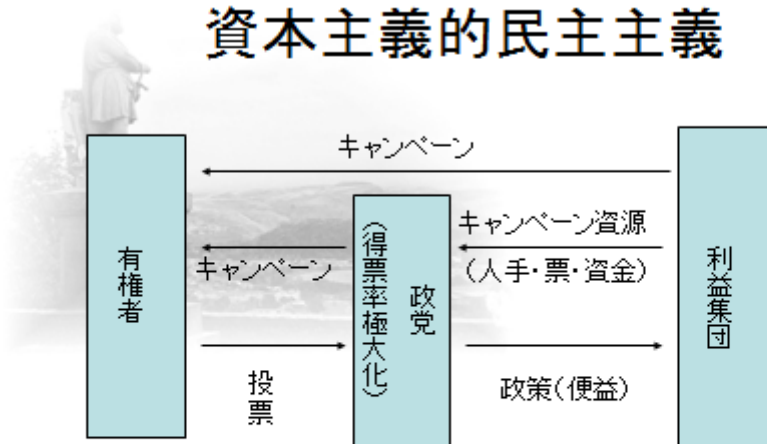 資本主義的民主主義
キャンペーン
有権者
キャンペーン
投票
政党
(得票率極大化)
キャンペーン資源
(人手・票・資金)
政策(便益)
利益集団